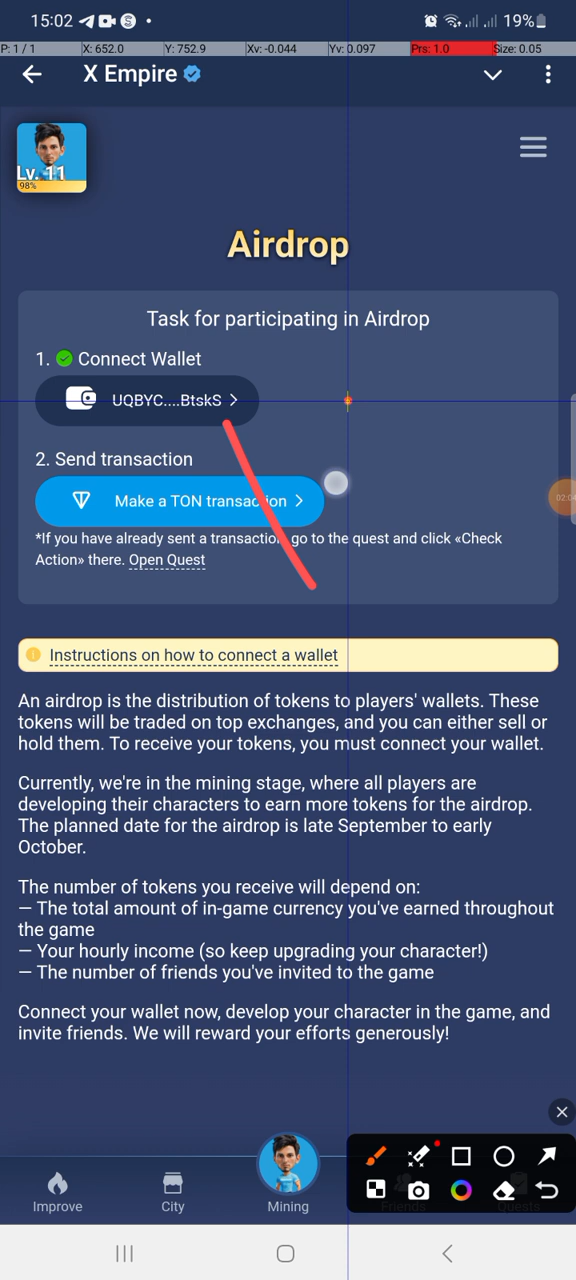 15:02
19%
P: 1 / 1 X: 652.0 Y: 752.9 Xv: -0.044 Yv: 0.097 Prs: 1.0 Size: 0.05
X Empire
Lv. 11
98%
Airdrop
Task for participating in Airdrop
1. Connect Wallet
UQBYC....BtskS
2. Send transaction
Make a TON transaction
*If you have already sent a transaction, go to the quest and click «Check
Action» there. Open Quest
Instructions on how to connect a wallet
An airdrop is the distribution of tokens to players' wallets. These
tokens will be traded on top exchanges, and you can either sell or
hold them. To receive your tokens, you must connect your wallet.
Currently, we're in the mining stage, where all players are
developing their characters to earn more tokens for the airdrop.
The planned date for the airdrop is late September to early
October.
The number of tokens you receive will depend on:
— The total amount of in-game currency you've earned throughout
the game
— Your hourly income (so keep upgrading your character!)
— The number of friends you've invited to the game
Connect your wallet now, develop your character in the game, and
invite friends. We will reward your efforts generously!
Improve City Mining Friends Quests